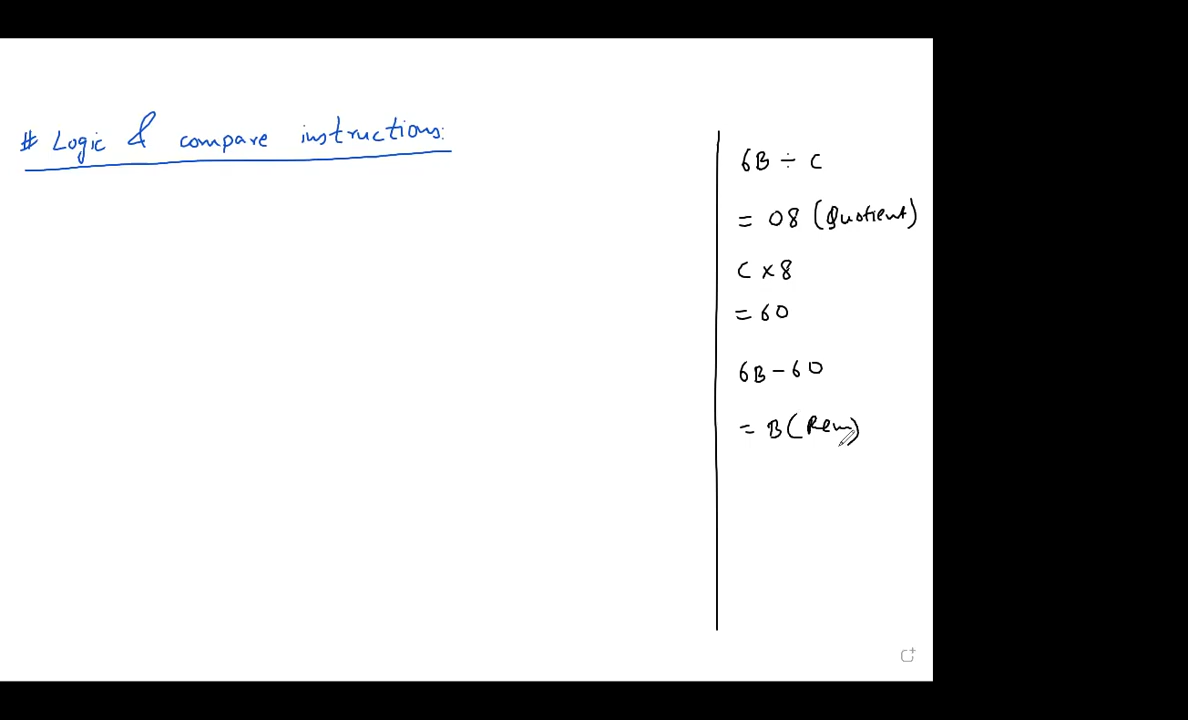 # Logic & compare instructions:
6B ÷ C
= 08 (Quotient)
C × 8
= 60
6B - 60
= B (Rem)